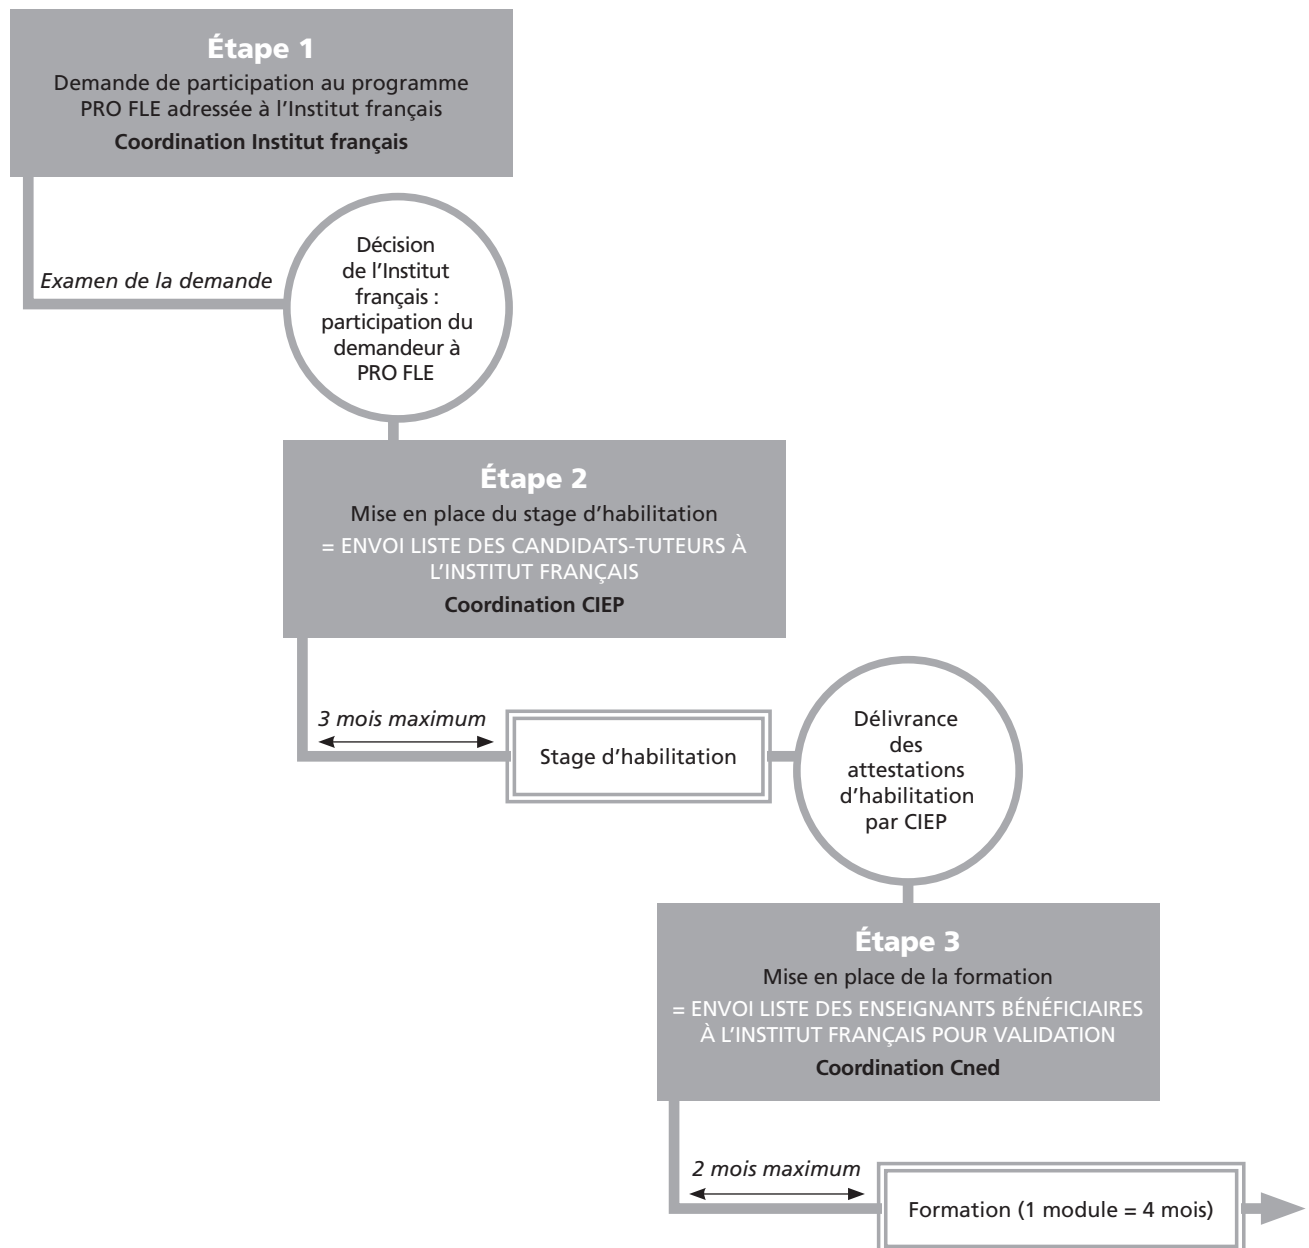 Étape 1
Demande de participation au programme
PRO FLE adressée à l’Institut français
Coordination Institut français
Examen de la demande
Décision
de l’Institut
français :
participation du
demandeur à
PRO FLE
Étape 2
Mise en place du stage d’habilitation
= ENVOI LISTE DES CANDIDATS-TUTEURS À
L’INSTITUT FRANÇAIS
Coordination CIEP
3 mois maximum
Stage d’habilitation
Délivrance
des
attestations
d’habilitation
par CIEP
Étape 3
Mise en place de la formation
= ENVOI LISTE DES ENSEIGNANTS BÉNÉFICIAIRES
À L’INSTITUT FRANÇAIS POUR VALIDATION
Coordination Cned
2 mois maximum
Formation (1 module = 4 mois)